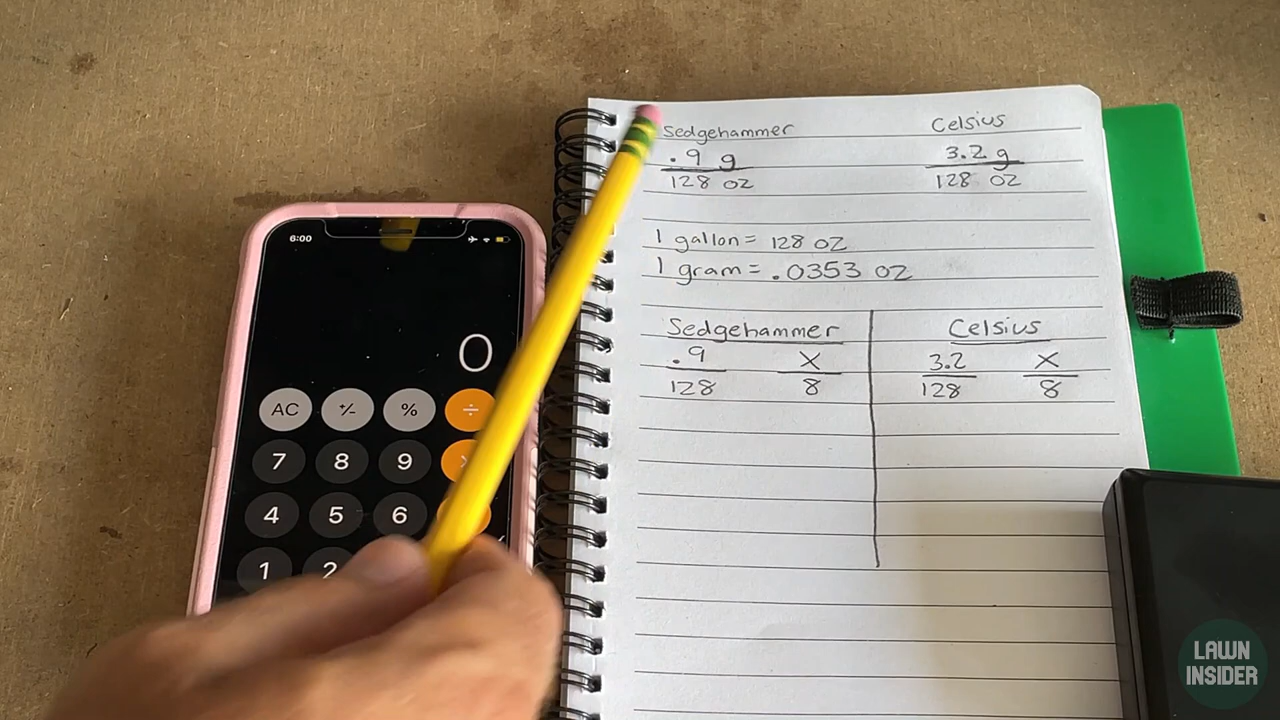 Sedgehammer Celsius
.9 g 3.2 g
128 oz 128 oz
1 gallon = 128 oz
1 gram = .0353 oz
Sedgehammer Celsius
.9 X 3.2 X
128 8 128 8
6:00
0
AC +/- % ÷
7 8 9
4 5 6
1 2
LAWN
INSIDER